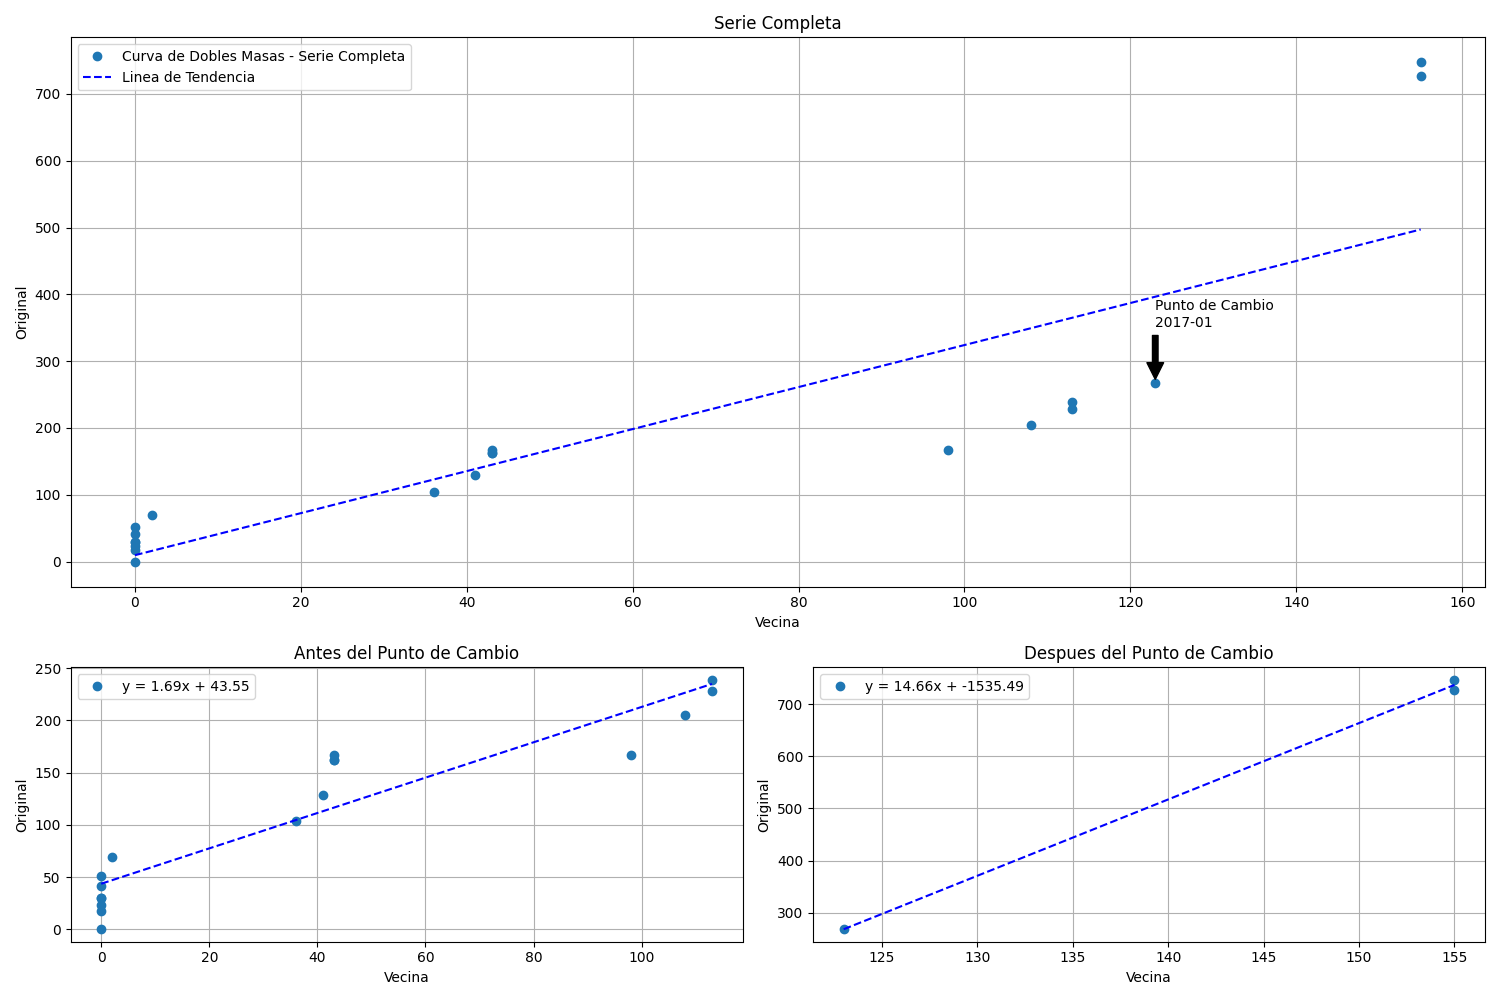 Serie Completa
Curva de Dobles Masas - Serie Completa
Linea de Tendencia
700
600
500
400
300
200
100
0
Original
Punto de Cambio
2017-01
0 20 40 60 80 100 120 140 160
Vecina
Antes del Punto de Cambio
y = 1.69x + 43.55
250
200
150
100
50
0
Original
0 20 40 60 80 100
Vecina
Despues del Punto de Cambio
y = 14.66x + -1535.49
700
600
500
400
300
Original
125 130 135 140 145 150 155
Vecina